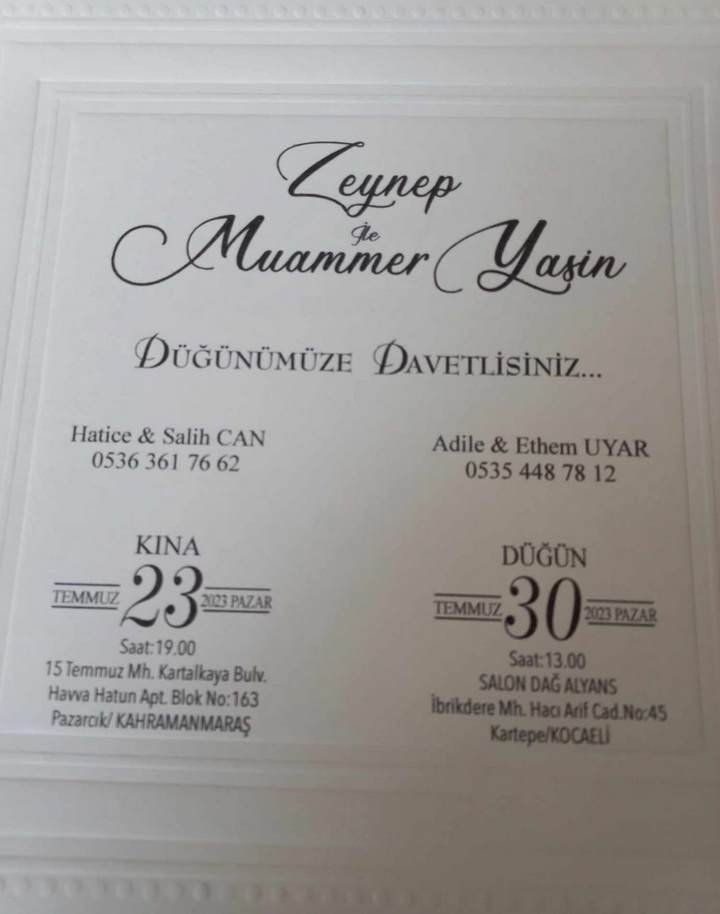 Zeynep
ile
Muammer Yasin
DÜĞÜNÜMÜZE DAVETLİSİNİZ...
Hatice & Salih CAN
0536 361 76 62
Adile & Ethem UYAR
0535 448 78 12
KINA
TEMMUZ 23 2023 PAZAR
Saat:19.00
15 Temmuz Mh. Kartalkaya Bulv.
Havva Hatun Apt. Blok No:163
Pazarcık/ KAHRAMANMARAŞ
DÜĞÜN
TEMMUZ 30 2023 PAZAR
Saat:13.00
SALON DAĞ ALYANS
İbrikdere Mh. Hacı Arif Cad.No:45
Kartepe/KOCAELİ